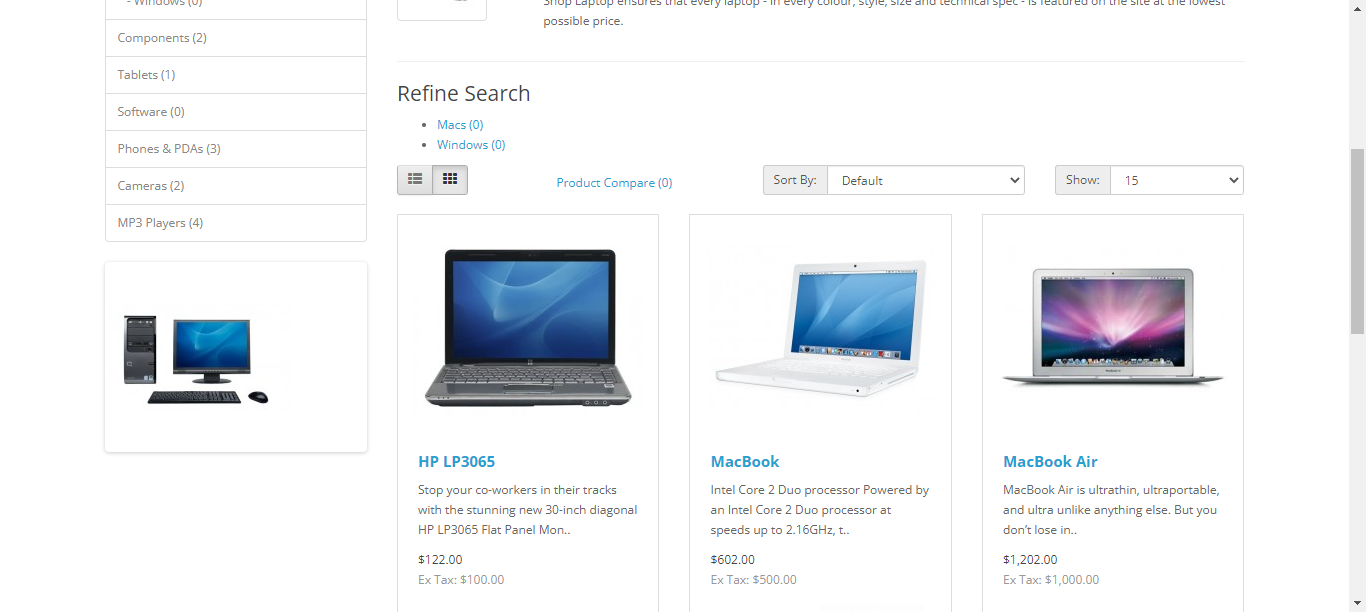 - Windows (0)
Components (2)
Tablets (1)
Software (0)
Phones & PDAs (3)
Cameras (2)
MP3 Players (4)
Shop Laptop ensures that every laptop - in every colour, style, size and technical spec - is featured on the site at the lowest
possible price.
Refine Search
Macs (0)
Windows (0)
Product Compare (0)
Sort By: Default
Show: 15
HP LP3065
Stop your co-workers in their tracks
with the stunning new 30-inch diagonal
HP LP3065 Flat Panel Mon..
$122.00
Ex Tax: $100.00
MacBook
Intel Core 2 Duo processor Powered by
an Intel Core 2 Duo processor at
speeds up to 2.16GHz, t..
$602.00
Ex Tax: $500.00
MacBook Air
MacBook Air is ultrathin, ultraportable,
and ultra unlike anything else. But you
don’t lose in..
$1,202.00
Ex Tax: $1,000.00